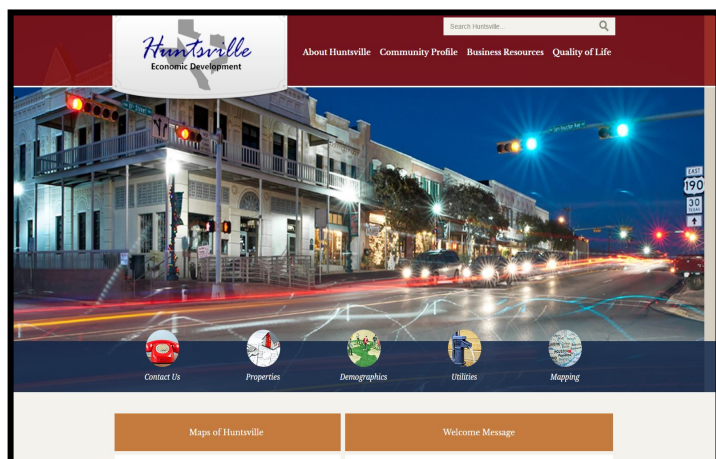 Search Huntsville...
Huntsville
Economic Development
About Huntsville Community Profile Business Resources Quality of Life
EAST
190
30
TEXAS
Contact Us Properties Demographics Utilities Mapping
Maps of Huntsville Welcome Message